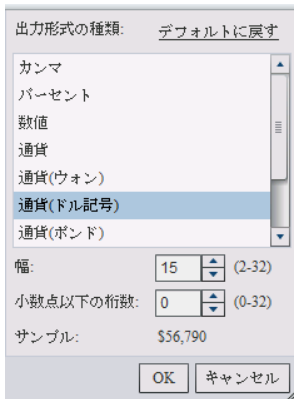 出力形式の種類: デフォルトに戻す
カンマ
パーセント
数値
通貨
通貨(ウォン)
通貨(ドル記号)
通貨(ポンド)
幅: 15 (2-32)
小数点以下の桁数: 0 (0-32)
サンプル: $56,790
OK キャンセル